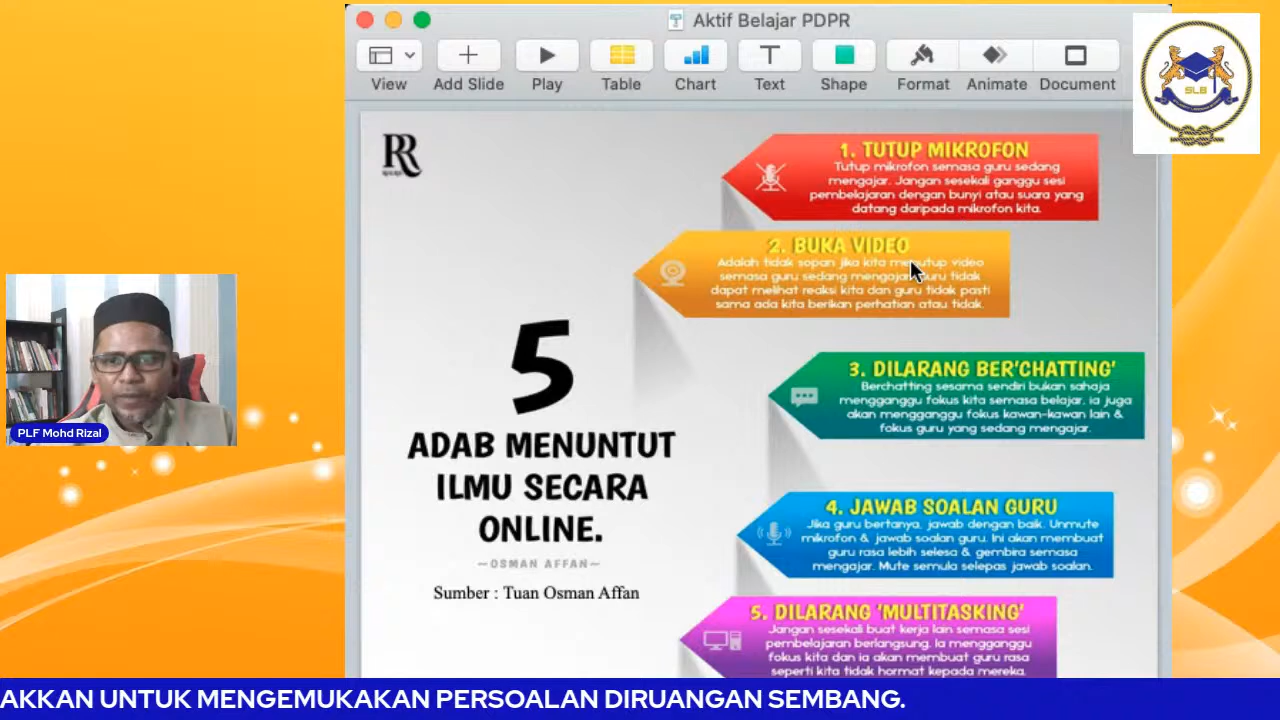 Aktif Belajar PDPR
View
Add Slide
Play
Table
Chart
Text
Shape
Format
Animate
Document
SLB
RR
1. TUTUP MIKROFON
Tutup mikrofon semasa guru sedang
mengajar. Jangan sesekali ganggu sesi
pembelajaran dengan bunyi atau suara yang
datang daripada mikrofon kita.
2. BUKA VIDEO
Adalah tidak sopan jika kita menutup video
semasa guru sedang mengajar. Guru tidak
dapat melihat reaksi kita dan guru tidak pasti
sama ada kita berikan perhatian atau tidak.
3. DILARANG BER'CHATTING'
Berchatting sesama sendiri bukan sahaja
mengganggu fokus kita semasa belajar, ia juga
akan mengganggu fokus kawan-kawan lain &
fokus guru yang sedang mengajar.
5
ADAB MENUNTUT
ILMU SECARA
ONLINE.
—OSMAN AFFAN—
Sumber : Tuan Osman Affan
4. JAWAB SOALAN GURU
Jika guru bertanya, jawab dengan baik. Unmute
mikrofon & jawab soalan guru. Ini akan membuat
guru rasa lebih selesa & gembira semasa
mengajar. Mute semula selepas jawab soalan.
5. DILARANG 'MULTITASKING'
Jangan sesekali buat kerja lain semasa sesi
pembelajaran berlangsung. Ia mengganggu
fokus kita dan ia akan membuat guru rasa
seperti kita tidak hormat kepada mereka.
PLF Mohd Rizal
AKKAN UNTUK MENGEMUKAKAN PERSOALAN DIRUANGAN SEMBANG.